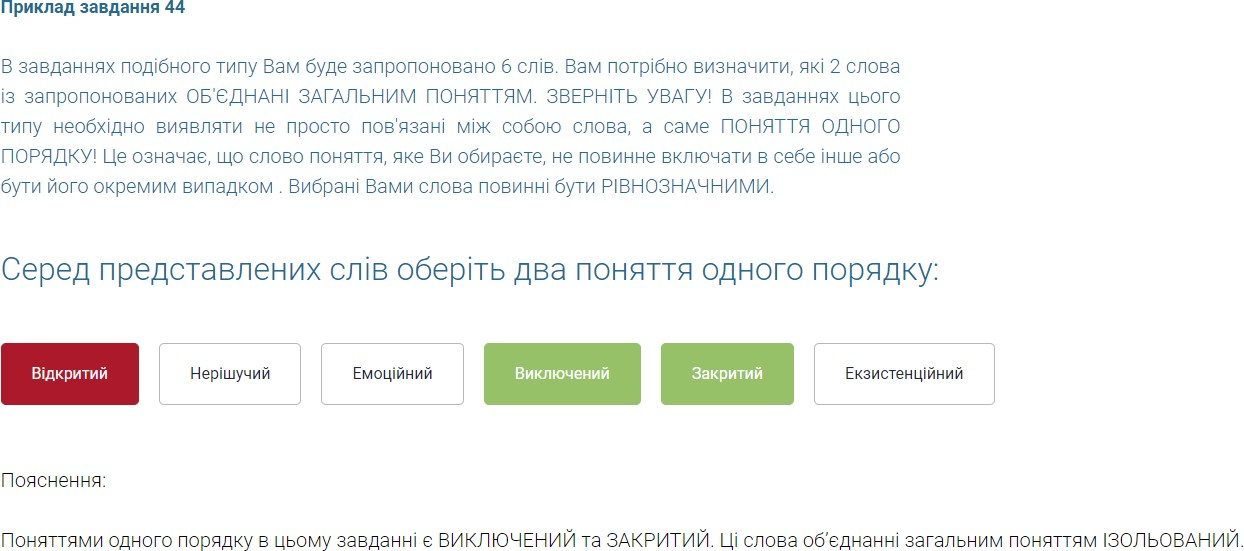 Приклад завдання 44
В завданнях подібного типу Вам буде запропоновано 6 слів. Вам потрібно визначити, які 2 слова
із запропонованих ОБ'ЄДНАНІ ЗАГАЛЬНИМ ПОНЯТТЯМ. ЗВЕРНІТЬ УВАГУ! В завданнях цього
типу необхідно виявляти не просто пов'язані між собою слова, а саме ПОНЯТТЯ ОДНОГО
ПОРЯДКУ! Це означає, що слово поняття, яке Ви обираєте, не повинне включати в себе інше або
бути його окремим випадком . Вибрані Вами слова повинні бути РІВНОЗНАЧНИМИ.
Серед представлених слів оберіть два поняття одного порядку:
Відкритий Нерішучий Емоційний Виключений Закритий Екзистенційний
Пояснення:
Поняттями одного порядку в цьому завданні є ВИКЛЮЧЕНИЙ та ЗАКРИТИЙ. Ці слова об’єднанні загальним поняттям ІЗОЛЬОВАНИЙ.